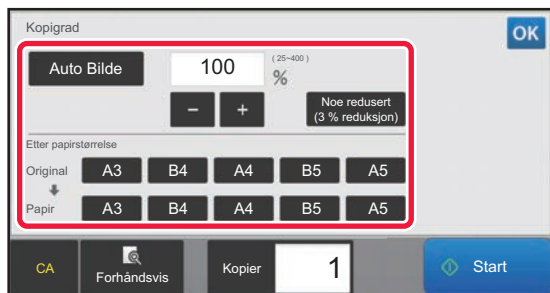 Kopigrad
OK
Auto Bilde
100
(25~400)
%
−
+
Noe redusert
(3 % reduksjon)
Etter papirstørrelse
Original
A3
B4
A4
B5
A5
Papir
A3
B4
A4
B5
A5
CA
Forhåndsvis
Kopier
1
Start